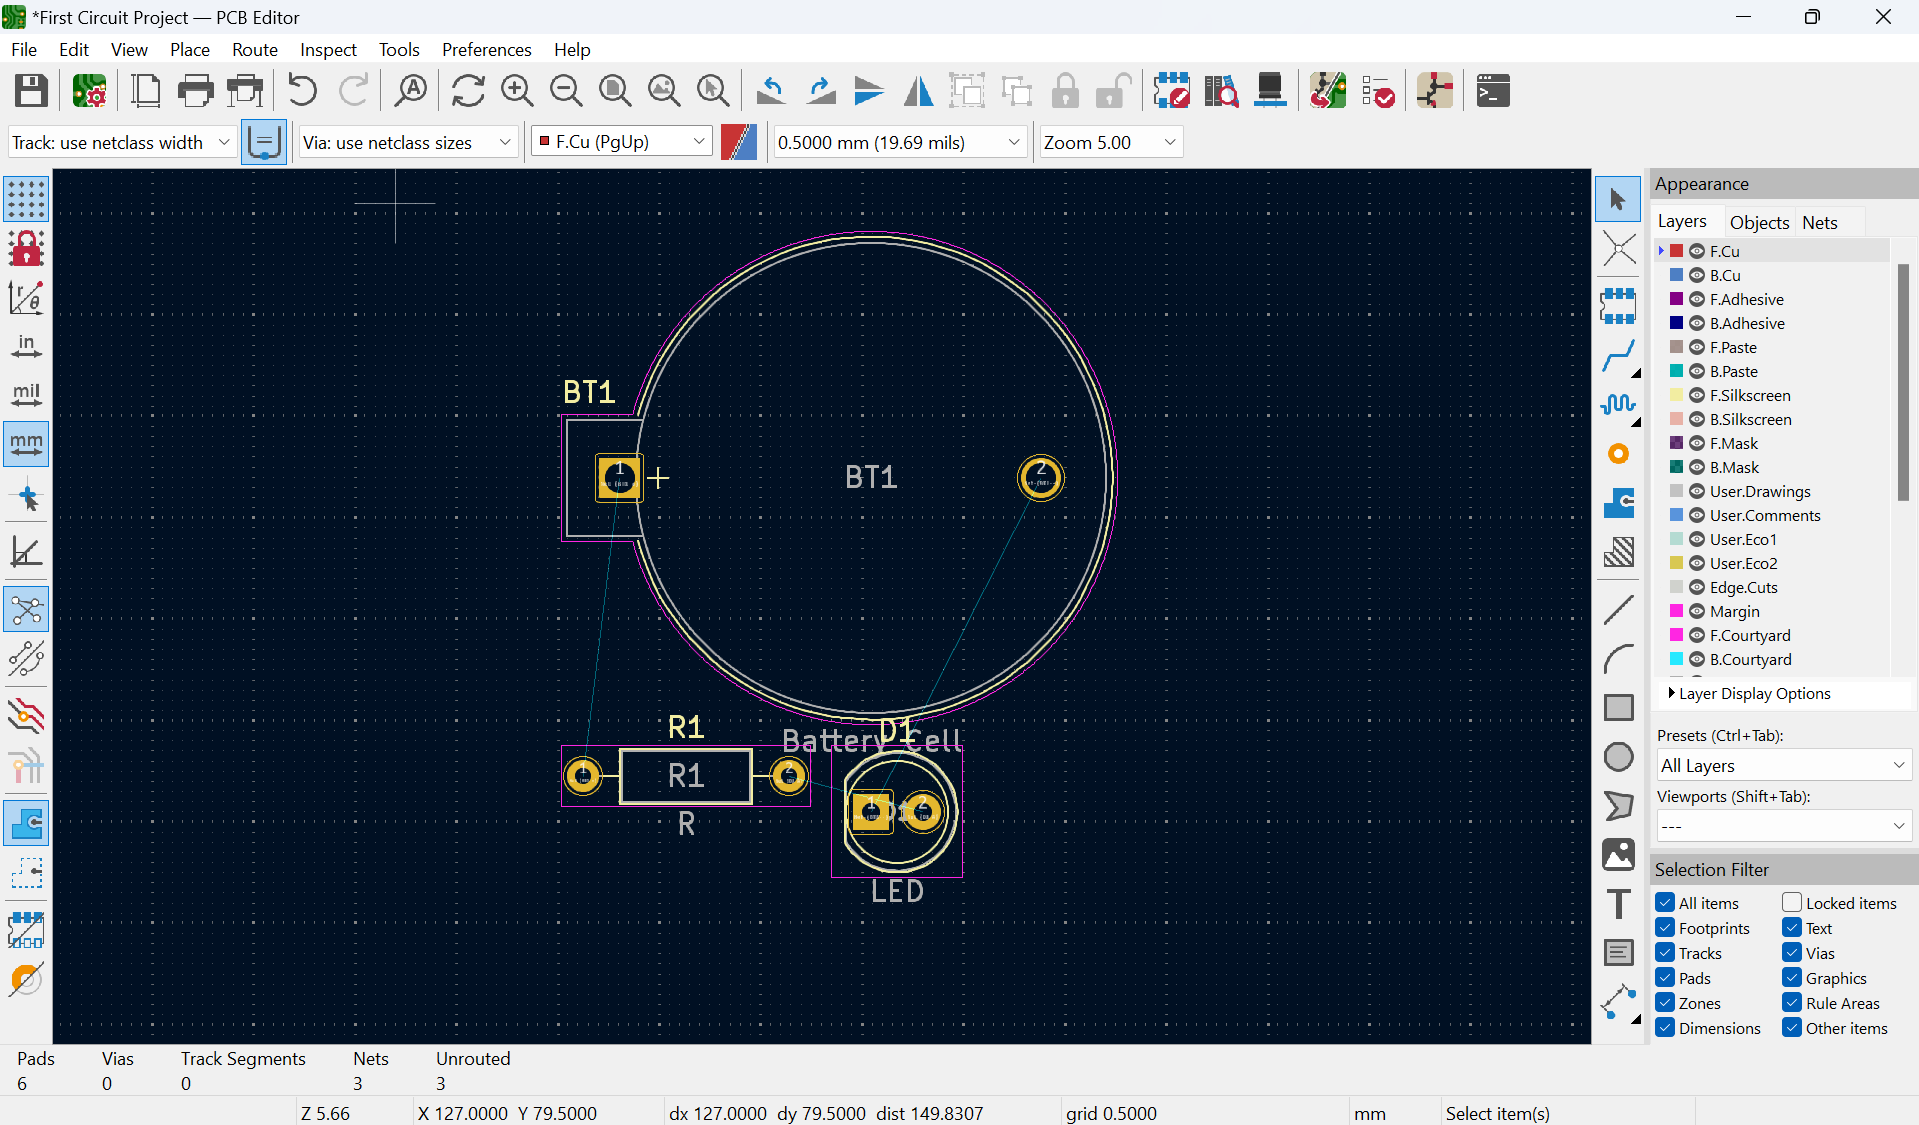 *First Circuit Project — PCB Editor
File Edit View Place Route Inspect Tools Preferences Help
Track: use netclass width Via: use netclass sizes F.Cu (PgUp) 0.5000 mm (19.69 mils) Zoom 5.00
in
mil
mm
BT1
1 + BT1 2
R1
D1
Battery Cell
1 R1 2
1 D1 2
R
LED
Appearance
Layers Objects Nets
F.Cu
B.Cu
F.Adhesive
B.Adhesive
F.Paste
B.Paste
F.Silkscreen
B.Silkscreen
F.Mask
B.Mask
User.Drawings
User.Comments
User.Eco1
User.Eco2
Edge.Cuts
Margin
F.Courtyard
B.Courtyard
Layer Display Options
Presets (Ctrl+Tab):
All Layers
Viewports (Shift+Tab):
---
Selection Filter
All items Locked items
Footprints Text
Tracks Vias
Pads Graphics
Zones Rule Areas
Dimensions Other items
Pads Vias Track Segments Nets Unrouted
6 0 0 3 3
Z 5.66 X 127.0000 Y 79.5000 dx 127.0000 dy 79.5000 dist 149.8307 grid 0.5000 mm Select item(s)